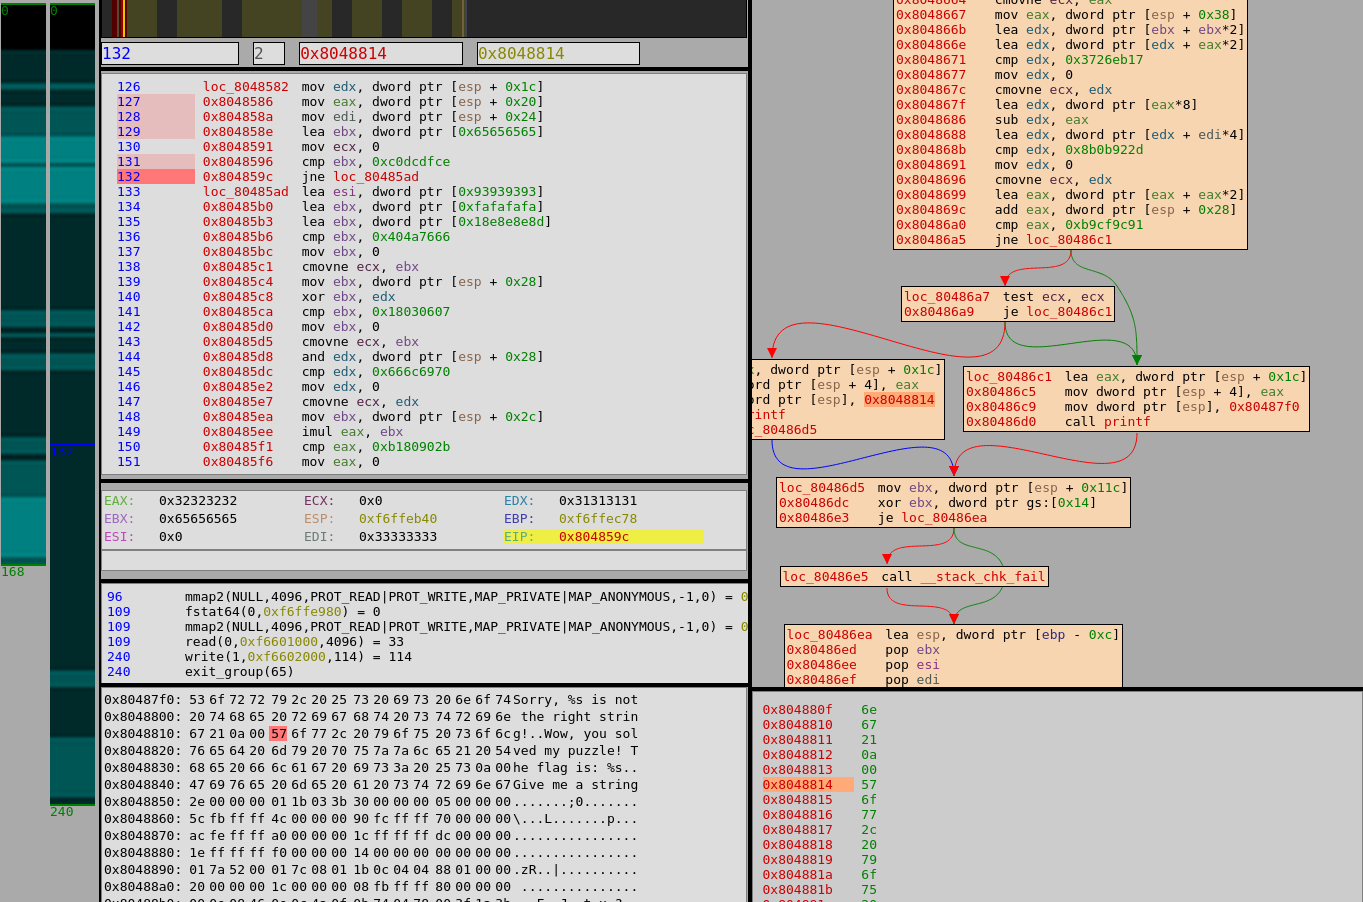 0 0
168
132
240
132 2 0x8048814 0x8048814
126 loc_8048582 mov edx, dword ptr [esp + 0x1c]
127 0x8048586 mov eax, dword ptr [esp + 0x20]
128 0x804858a mov edi, dword ptr [esp + 0x24]
129 0x804858e lea ebx, dword ptr [0x65656565]
130 0x8048591 mov ecx, 0
131 0x8048596 cmp ebx, 0xc0dcdfce
132 0x804859c jne loc_80485ad
133 loc_80485ad lea esi, dword ptr [0x93939393]
134 0x80485b0 lea ebx, dword ptr [0xfafafafa]
135 0x80485b3 lea ebx, dword ptr [0x18e8e8e8d]
136 0x80485b6 cmp ebx, 0x404a7666
137 0x80485bc mov ebx, 0
138 0x80485c1 cmovne ecx, ebx
139 0x80485c4 mov ebx, dword ptr [esp + 0x28]
140 0x80485c8 xor ebx, edx
141 0x80485ca cmp ebx, 0x18030607
142 0x80485d0 mov ebx, 0
143 0x80485d5 cmovne ecx, ebx
144 0x80485d8 and edx, dword ptr [esp + 0x28]
145 0x80485dc cmp edx, 0x666c6970
146 0x80485e2 mov edx, 0
147 0x80485e7 cmovne ecx, edx
148 0x80485ea mov ebx, dword ptr [esp + 0x2c]
149 0x80485ee imul eax, ebx
150 0x80485f1 cmp eax, 0xb180902b
151 0x80485f6 mov eax, 0
EAX: 0x32323232 ECX: 0x0 EDX: 0x31313131
EBX: 0x65656565 ESP: 0xf6ffeb40 EBP: 0xf6ffec78
ESI: 0x0 EDI: 0x33333333 EIP: 0x804859c
96 mmap2(NULL,4096,PROT_READ|PROT_WRITE,MAP_PRIVATE|MAP_ANONYMOUS,-1,0) = 0
109 fstat64(0,0xf6ffe980) = 0
109 mmap2(NULL,4096,PROT_READ|PROT_WRITE,MAP_PRIVATE|MAP_ANONYMOUS,-1,0) = 0
109 read(0,0xf6601000,4096) = 33
240 write(1,0xf6602000,114) = 114
240 exit_group(65)
0x80487f0: 53 6f 72 72 79 2c 20 25 73 20 69 73 20 6e 6f 74 Sorry, %s is not
0x8048800: 20 74 68 65 20 72 69 67 68 74 20 73 74 72 69 6e  the right strin
0x8048810: 67 21 0a 00 57 6f 77 2c 20 79 6f 75 20 73 6f 6c g!..Wow, you sol
0x8048820: 76 65 64 20 6d 79 20 70 75 7a 7a 6c 65 21 20 54 ved my puzzle! T
0x8048830: 68 65 20 66 6c 61 67 20 69 73 3a 20 25 73 0a 00 he flag is: %s..
0x8048840: 47 69 76 65 20 6d 65 20 61 20 73 74 72 69 6e 67 Give me a string
0x8048850: 2e 00 00 00 01 1b 03 3b 30 00 00 00 05 00 00 00 .......;0.......
0x8048860: 5c fb ff ff 4c 00 00 00 90 fc ff ff 70 00 00 00 \...L.......p...
0x8048870: ac fe ff ff a0 00 00 00 1c ff ff ff dc 00 00 00 ................
0x8048880: 1e ff ff ff f0 00 00 00 14 00 00 00 00 00 00 00 ................
0x8048890: 01 7a 52 00 01 7c 08 01 1b 0c 04 04 88 01 00 00 .zR..|..........
0x80488a0: 20 00 00 00 1c 00 00 00 08 fb ff ff 80 00 00 00  ...............
0x8048667 mov eax, dword ptr [esp + 0x38]
0x804866b lea edx, dword ptr [ebx + ebx*2]
0x804866e lea edx, dword ptr [edx + eax*2]
0x8048671 cmp edx, 0x3726eb17
0x8048677 mov edx, 0
0x804867c cmovne ecx, edx
0x804867f lea edx, dword ptr [eax*8]
0x8048686 sub edx, eax
0x8048688 lea edx, dword ptr [edx + edi*4]
0x804868b cmp edx, 0x8b0b922d
0x8048691 mov edx, 0
0x8048696 cmovne ecx, edx
0x8048699 lea eax, dword ptr [eax + eax*2]
0x804869c add eax, dword ptr [esp + 0x28]
0x80486a0 cmp eax, 0xb9cf9c91
0x80486a5 jne loc_80486c1
loc_80486a7 test ecx, ecx
0x80486a9 je loc_80486c1
, dword ptr [esp + 0x1c]
rd ptr [esp + 4], eax
rd ptr [esp], 0x8048814
rintf
c_80486d5
loc_80486c1 lea eax, dword ptr [esp + 0x1c]
0x80486c5 mov dword ptr [esp + 4], eax
0x80486c9 mov dword ptr [esp], 0x80487f0
0x80486d0 call printf
loc_80486d5 mov ebx, dword ptr [esp + 0x11c]
0x80486dc xor ebx, dword ptr gs:[0x14]
0x80486e3 je loc_80486ea
loc_80486e5 call __stack_chk_fail
loc_80486ea lea esp, dword ptr [ebp - 0xc]
0x80486ed pop ebx
0x80486ee pop esi
0x80486ef pop edi
0x804880f 6e
0x8048810 67
0x8048811 21
0x8048812 0a
0x8048813 00
0x8048814 57
0x8048815 6f
0x8048816 77
0x8048817 2c
0x8048818 20
0x8048819 79
0x804881a 6f
0x804881b 75